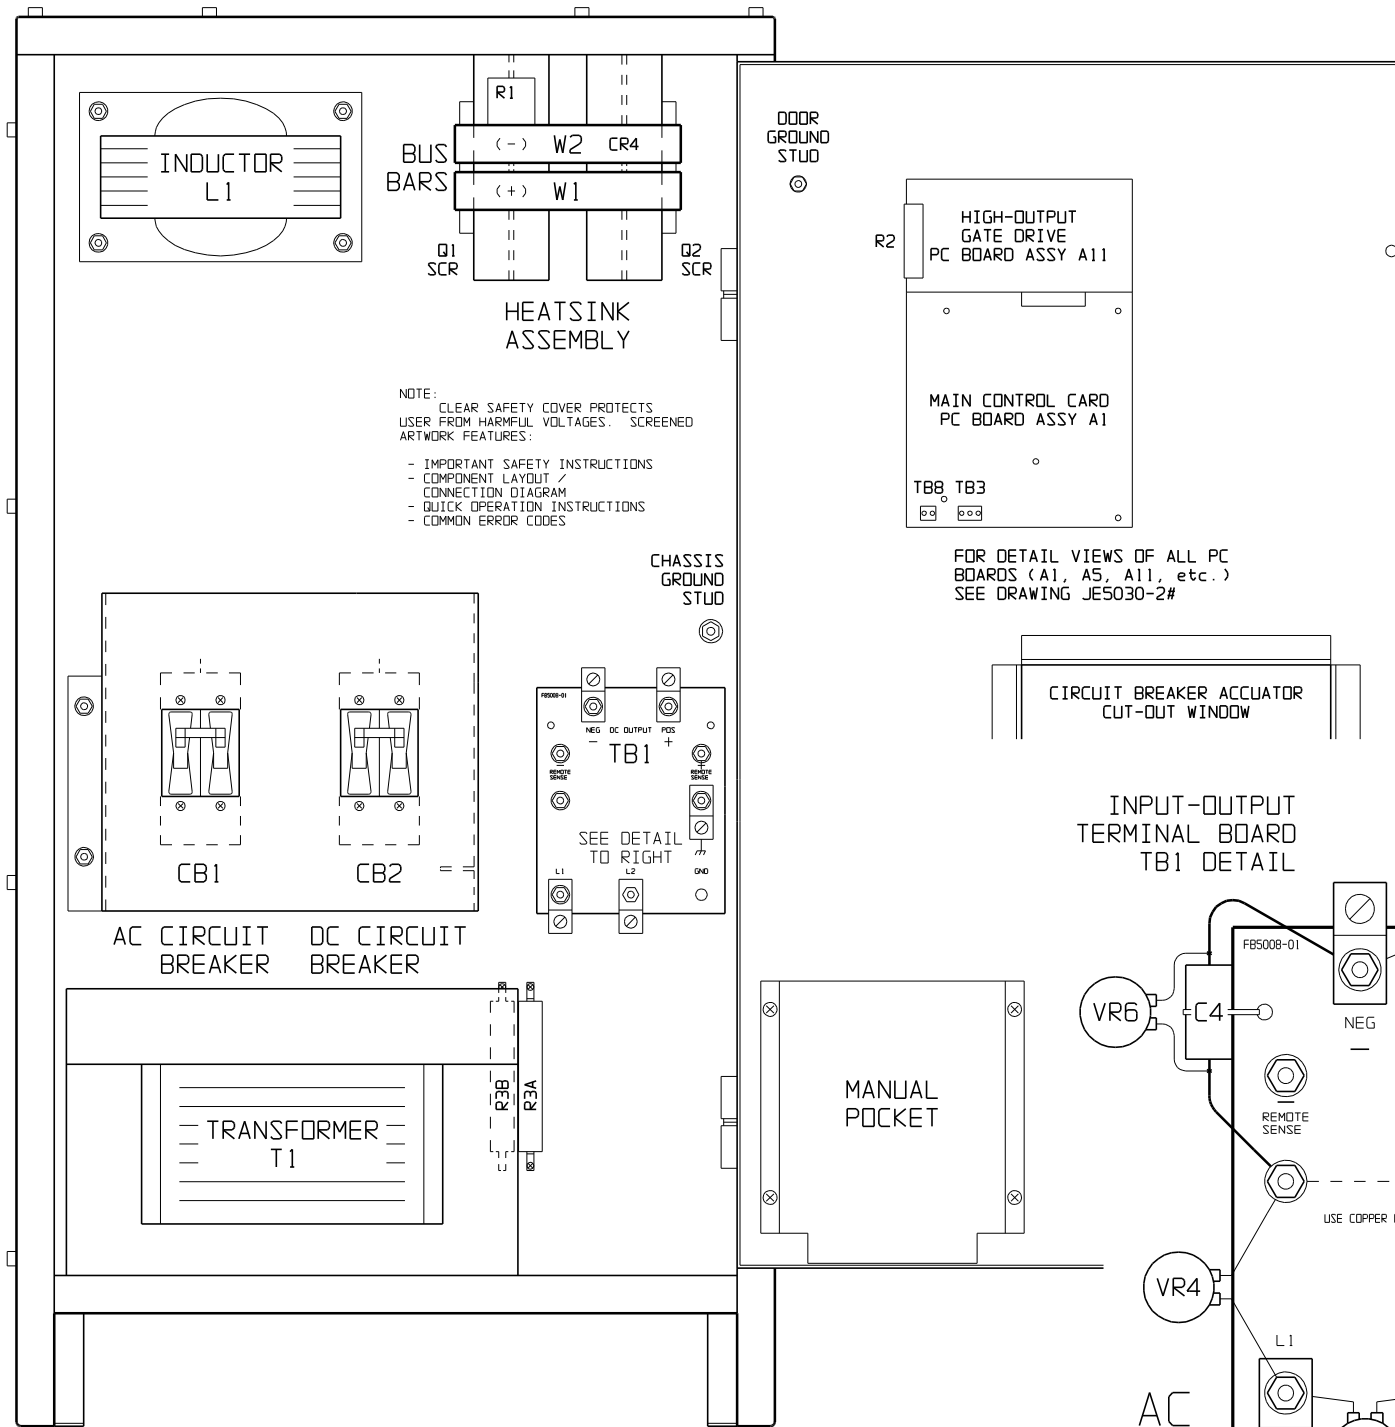 INDUCTOR
L1
BUS
BARS
R1
(-) W2 CR4
(+) W1
Q1
SCR
Q2
SCR
HEATSINK
ASSEMBLY
NOTE:
CLEAR SAFETY COVER PROTECTS
USER FROM HARMFUL VOLTAGES. SCREENED
ARTWORK FEATURES:
- IMPORTANT SAFETY INSTRUCTIONS
- COMPONENT LAYOUT /
CONNECTION DIAGRAM
- QUICK OPERATION INSTRUCTIONS
- COMMON ERROR CODES
CHASSIS
GROUND
STUD
CB1
CB2
AC CIRCUIT
BREAKER
DC CIRCUIT
BREAKER
FB5008-01
NEG DC OUTPUT POS
- +
TB1
-
REMOTE
SENSE
+
REMOTE
SENSE
SEE DETAIL
TO RIGHT
L1
L2
GND
TRANSFORMER
T1
R3B
R3A
DOOR
GROUND
STUD
R2
HIGH-OUTPUT
GATE DRIVE
PC BOARD ASSY A11
MAIN CONTROL CARD
PC BOARD ASSY A1
TB8 TB3
FOR DETAIL VIEWS OF ALL PC
BOARDS (A1, A5, A11, etc.)
SEE DRAWING JE5030-2#
CIRCUIT BREAKER ACCUATOR
CUT-OUT WINDOW
INPUT-OUTPUT
TERMINAL BOARD
TB1 DETAIL
MANUAL
POCKET
FB5008-01
VR6
C4
NEG
-
-
REMOTE
SENSE
USE COPPER
VR4
L1
AC